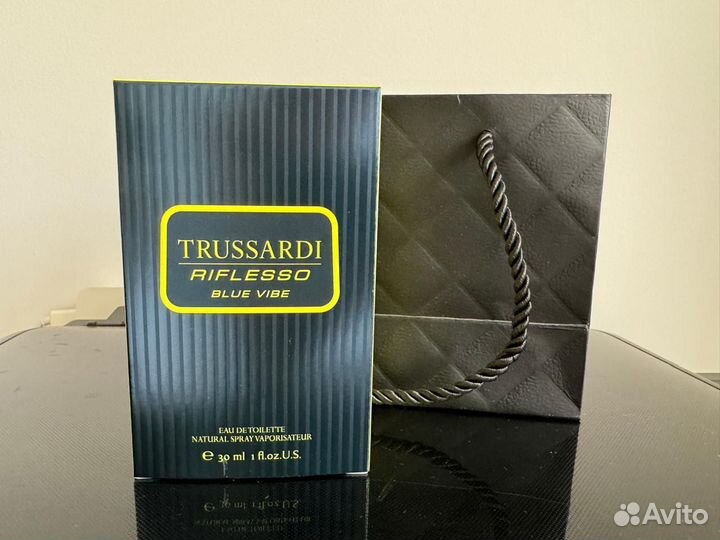 TRUSSARDI
RIFLESSO
BLUE VIBE
EAU DE TOILETTE
NATURAL SPRAY VAPORISATEUR
℮ 30 ml 1 fl.oz.U.S.
Avito